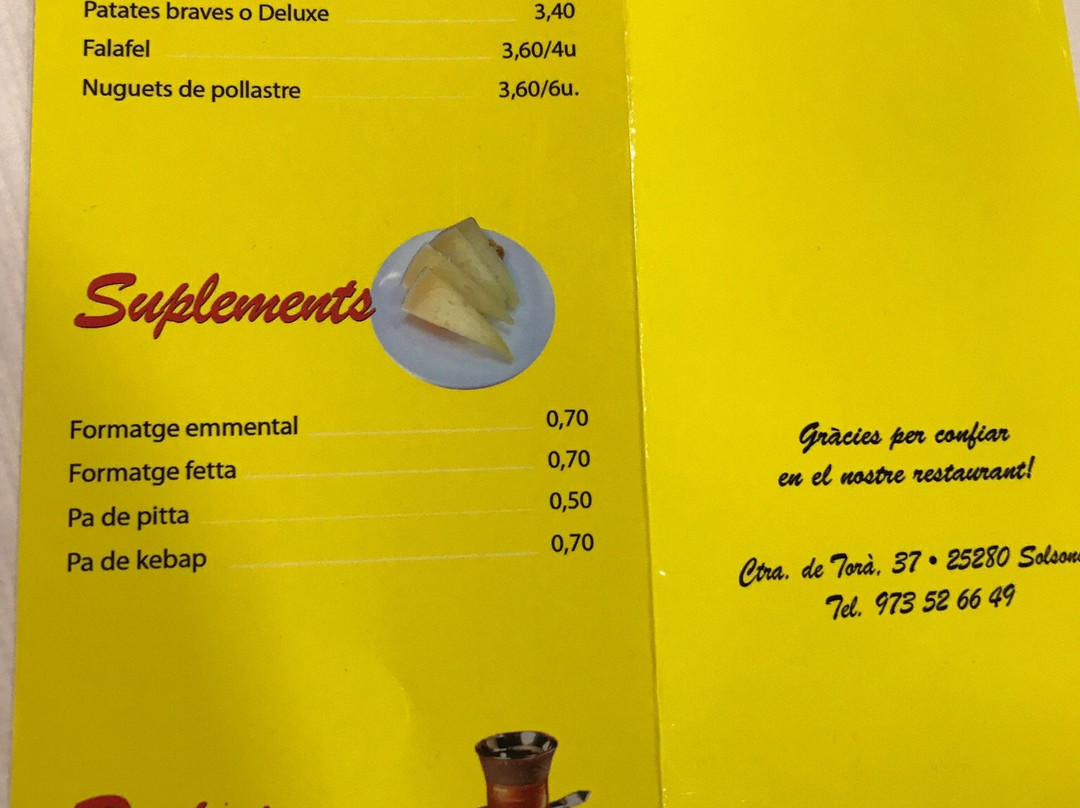 Patates braves o Deluxe 3,40
Falafel 3,60/4u
Nuguets de pollastre 3,60/6u.
Suplements
Formatge emmental 0,70
Formatge fetta 0,70
Pa de pitta 0,50
Pa de kebap 0,70
Gràcies per confiar
en el nostre restaurant!
Ctra. de Torà, 37 • 25280 Solsona
Tel. 973 52 66 49